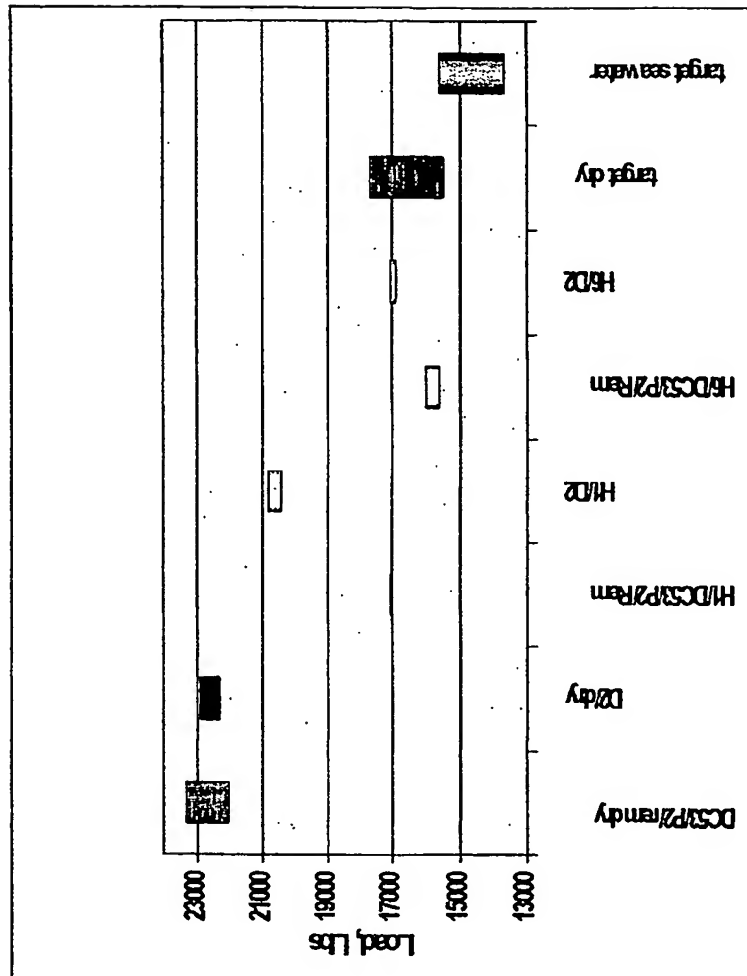 Load, Lbs
23000
21000
19000
17000
15000
13000
DC53/P2/ram dry
D2/dry
H1/DC53/P2/Ram
H1/D2
H6/DC53/P2/Ram
H6/D2
target dry
target sea water